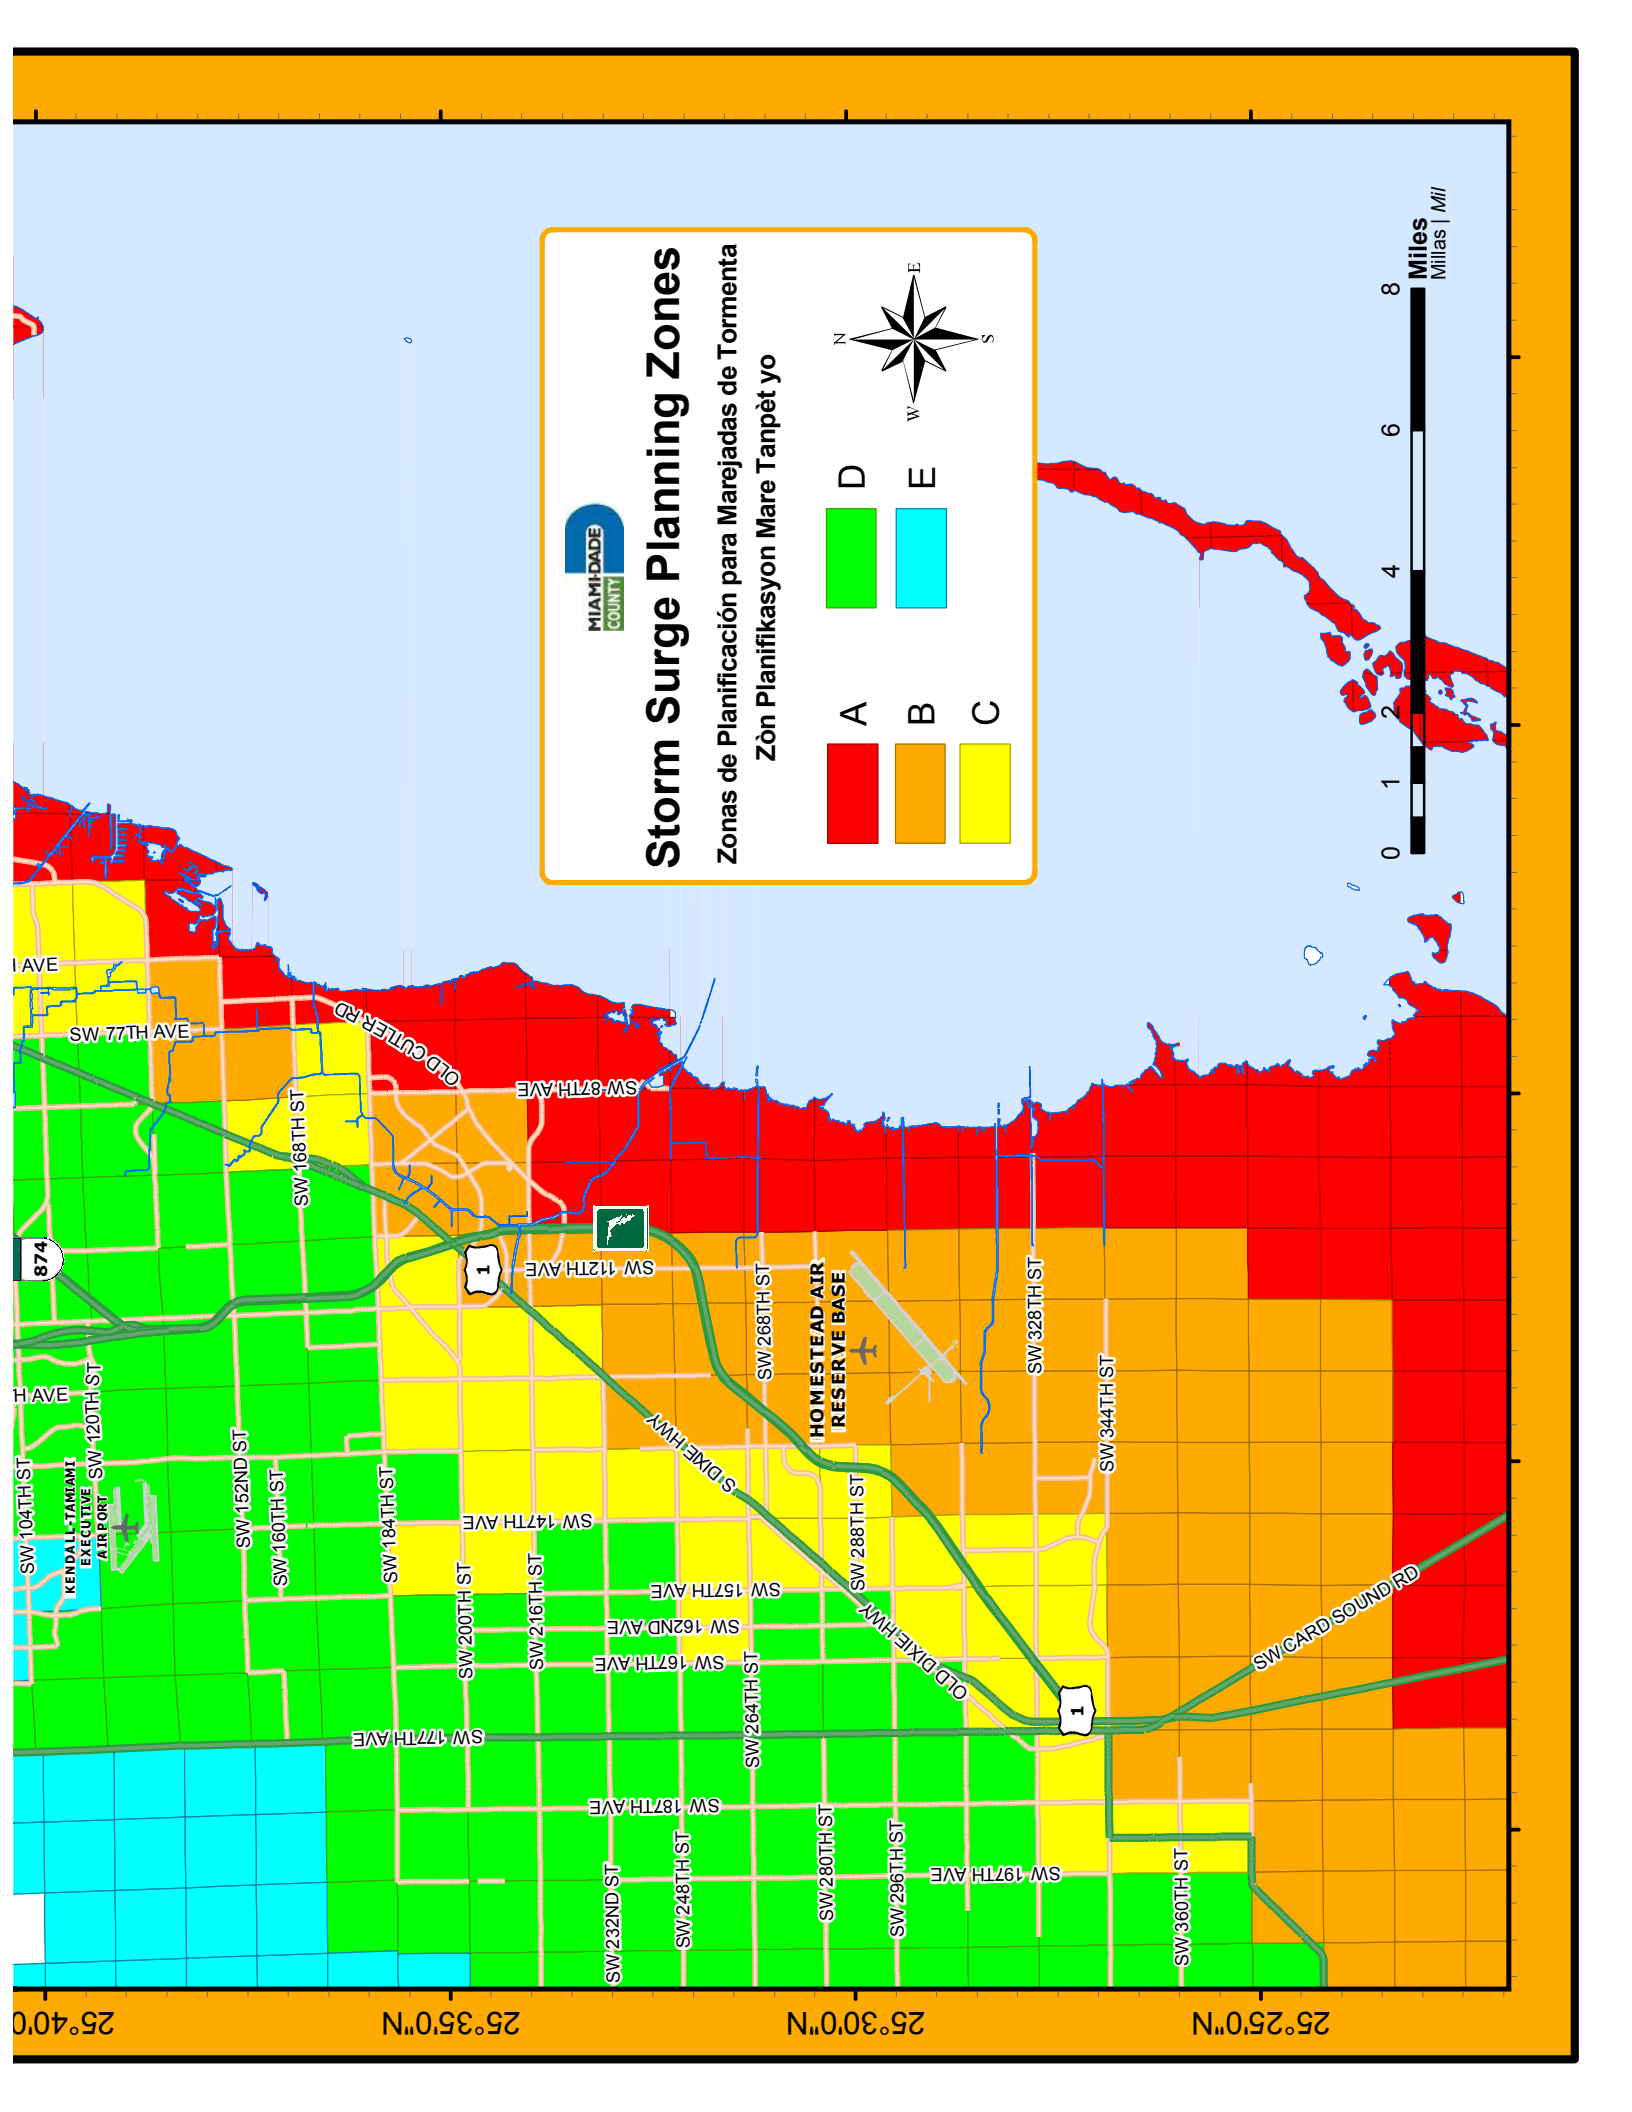 MIAMI-DADE
COUNTY
Storm Surge Planning Zones
Zonas de Planificación para Marejadas de Tormenta
Zòn Planifikasyon Mare Tanpèt yo
A
D
B
E
C
N
W
E
S
0
1
2
4
6
8
Miles
Millas | Mil
874
H AVE
SW 77TH AVE
OLD CUTLER RD
SW 87TH AVE
SW 168TH ST
1
SW 112TH AVE
SW 268TH ST
HOMESTEAD AIR
RESERVE BASE
SW 328TH ST
SW 344TH ST
H AVE
SW 120TH ST
SW 104TH ST
KENDALL-TAMIAMI
EXECUTIVE
AIRPORT
SW 152ND ST
SW 160TH ST
SW 184TH ST
SW 147TH AVE
S DIXIE HWY
SW 288TH ST
SW 200TH ST
SW 216TH ST
SW 157TH AVE
SW 162ND AVE
SW 167TH AVE
SW 264TH ST
OLD DIXIE HWY
SW CARD SOUND RD
1
SW 177TH AVE
SW 187TH AVE
SW 232ND ST
SW 248TH ST
SW 280TH ST
SW 296TH ST
SW 197TH AVE
SW 360TH ST
25°40'0
25°35'0"N
25°30'0"N
25°25'0"N